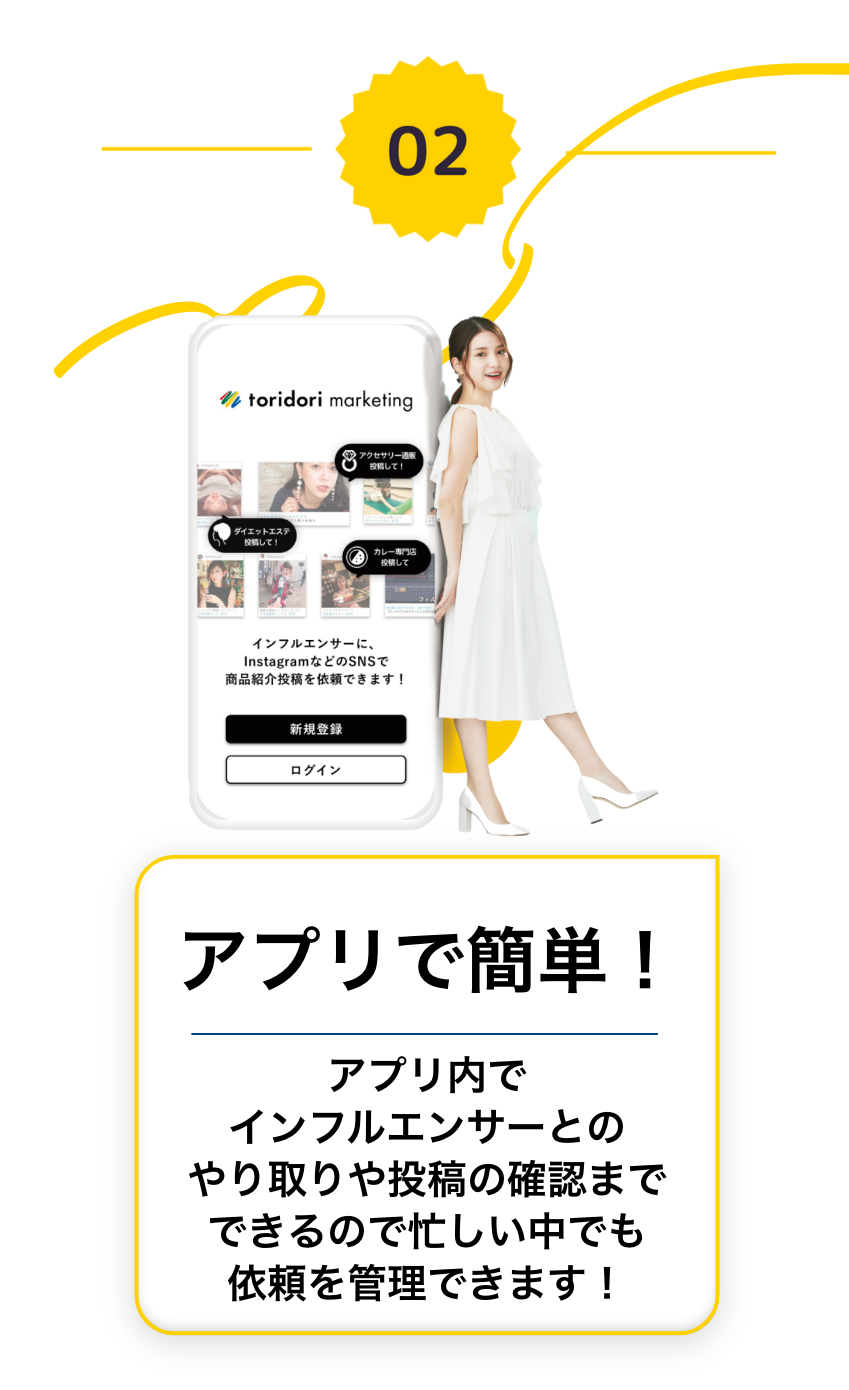 02
toridori marketing
アクセサリー通販
投稿して！
ダイエットエステ
投稿して！
カレー専門店
投稿して
フィル
インフルエンサーに、
InstagramなどのSNSで
商品紹介投稿を依頼できます！
新規登録
ログイン
アプリで簡単！
アプリ内で
インフルエンサーとの
やり取りや投稿の確認まで
できるので忙しい中でも
依頼を管理できます！